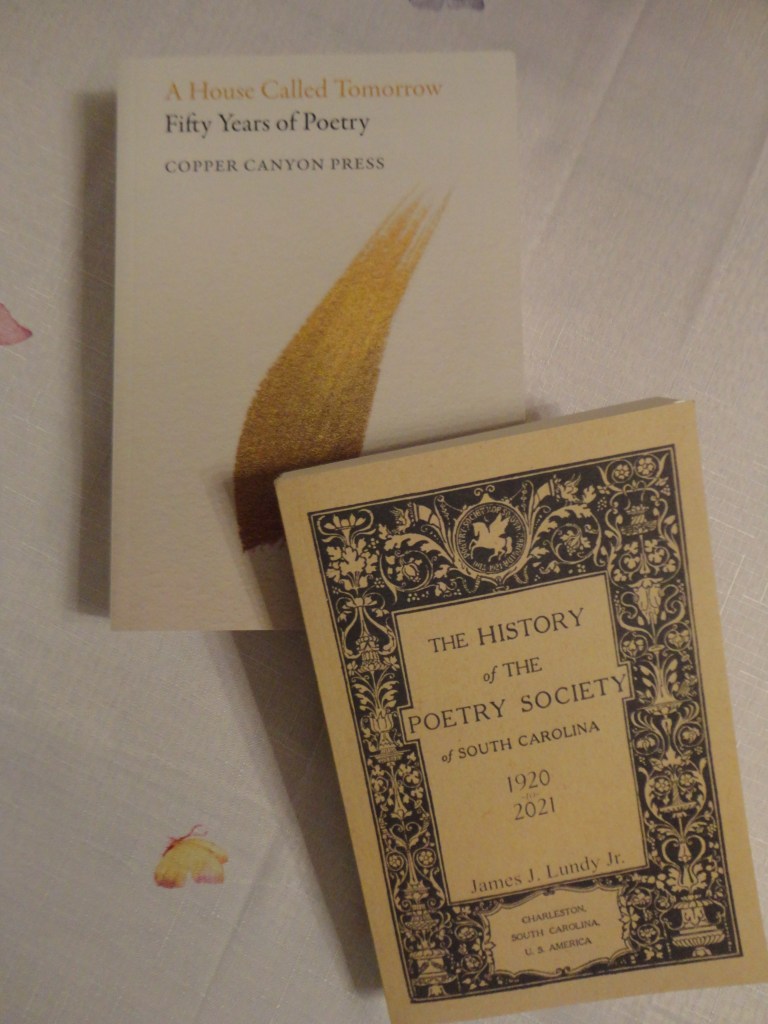 A House Called Tomorrow
Fifty Years of Poetry
COPPER CANYON PRESS
THE HISTORY
of THE
POETRY SOCIETY
of SOUTH CAROLINA
1920
to
2021
James J. Lundy Jr.
CHARLESTON,
SOUTH CAROLINA,
U. S. AMERICA